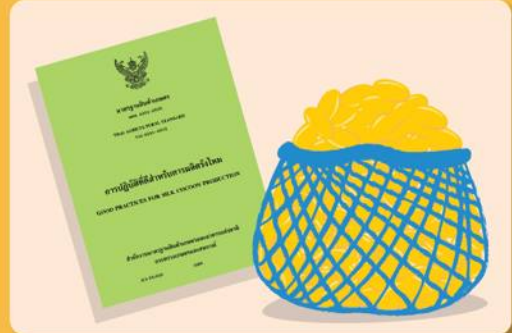 มาตรฐานสินค้าเกษตร
THAI AGRICULTURAL STANDARD
การปฏิบัติที่ดีสำหรับการผลิตรังไหม
GOOD PRACTICES FOR SILK COCOON PRODUCTION
สำนักงานมาตรฐานสินค้าเกษตรและอาหารแห่งชาติ
กระทรวงเกษตรและสหกรณ์